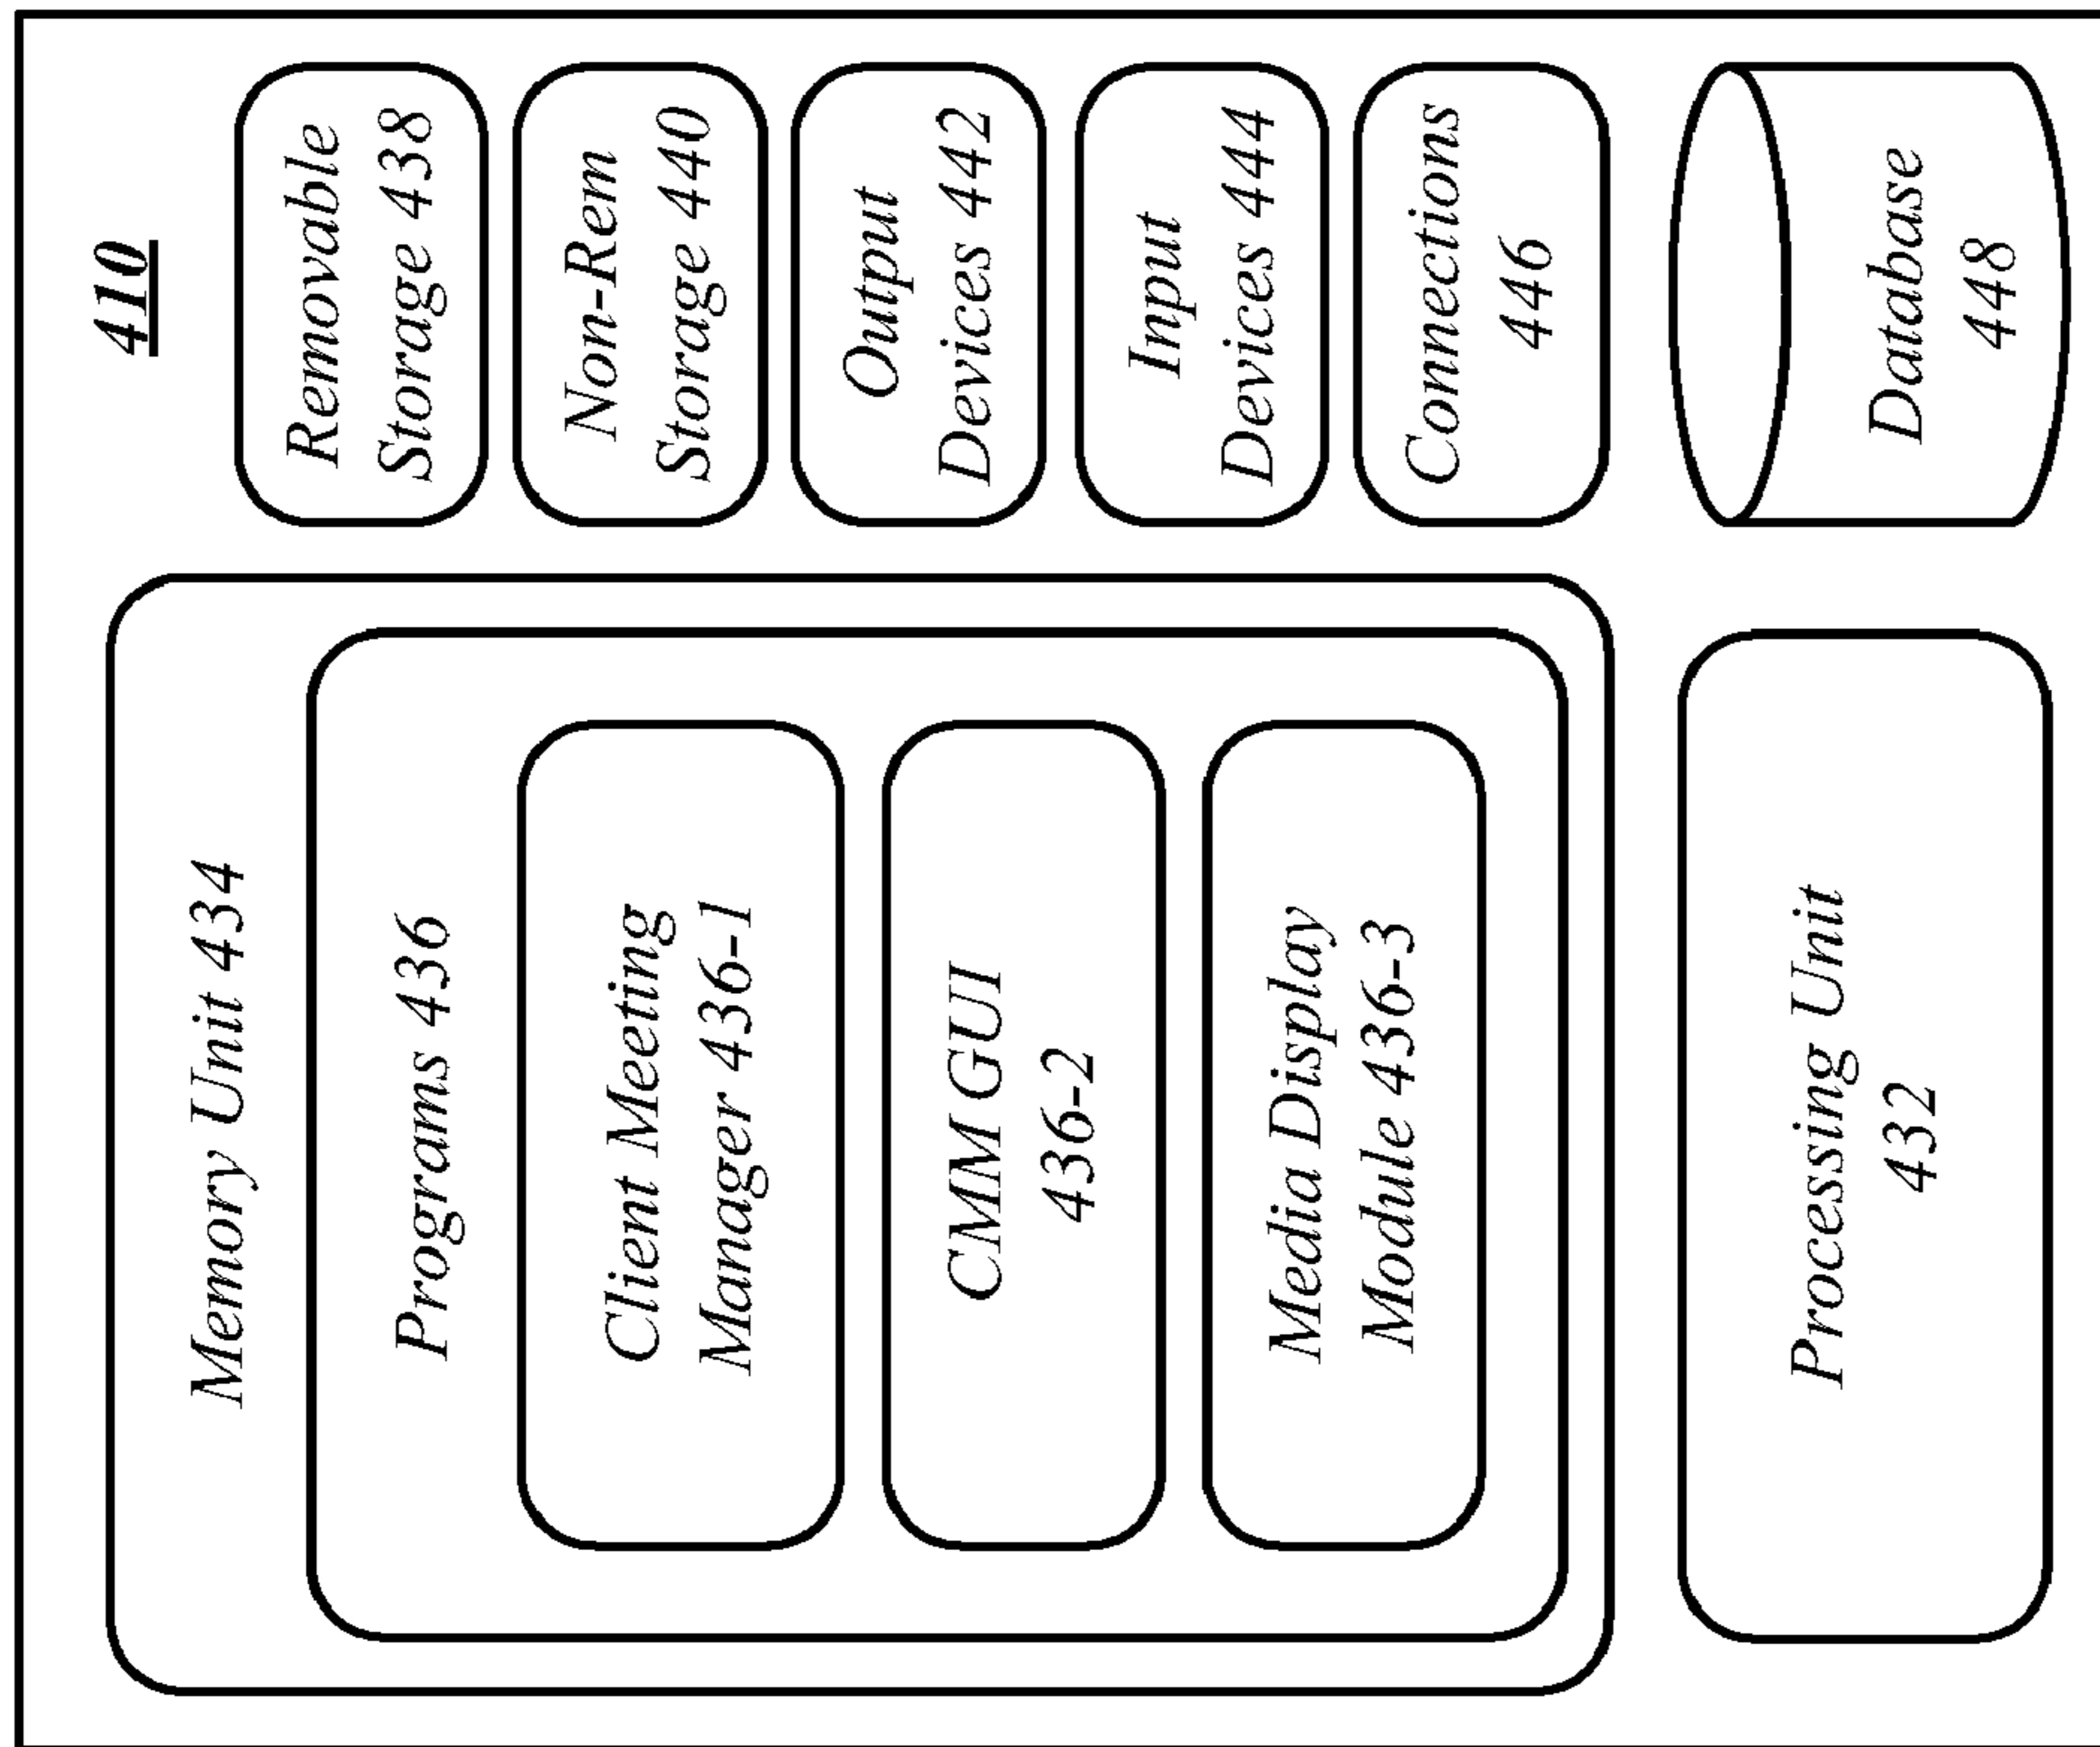 410
Memory Unit 434
Programs 436
Client Meeting
Manager 436-1
CMM GUI
436-2
Media Display
Module 436-3
Processing Unit
432
Removable
Storage 438
Non-Rem
Storage 440
Output
Devices 442
Input
Devices 444
Connections
446
Database
448